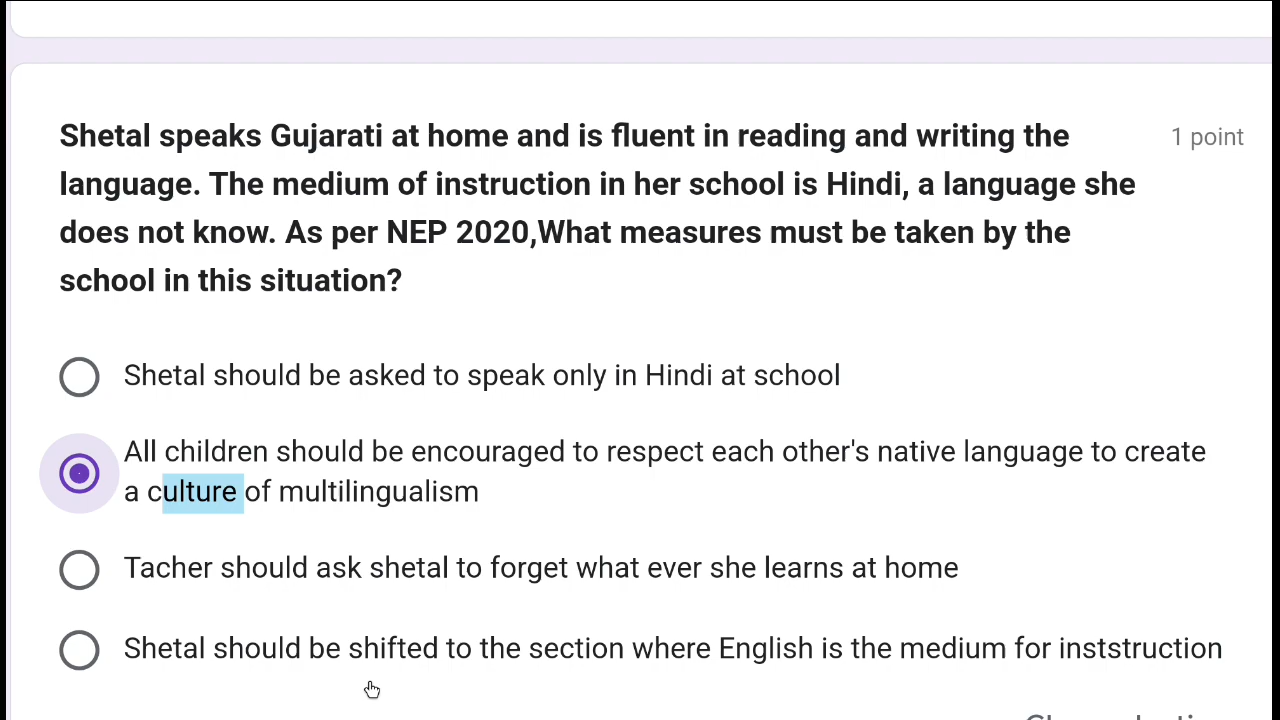 Shetal speaks Gujarati at home and is fluent in reading and writing the
1 point
language. The medium of instruction in her school is Hindi, a language she
does not know. As per NEP 2020,What measures must be taken by the
school in this situation?
Shetal should be asked to speak only in Hindi at school
All children should be encouraged to respect each other's native language to create
a culture of multilingualism
Tacher should ask shetal to forget what ever she learns at home
Shetal should be shifted to the section where English is the medium for inststruction